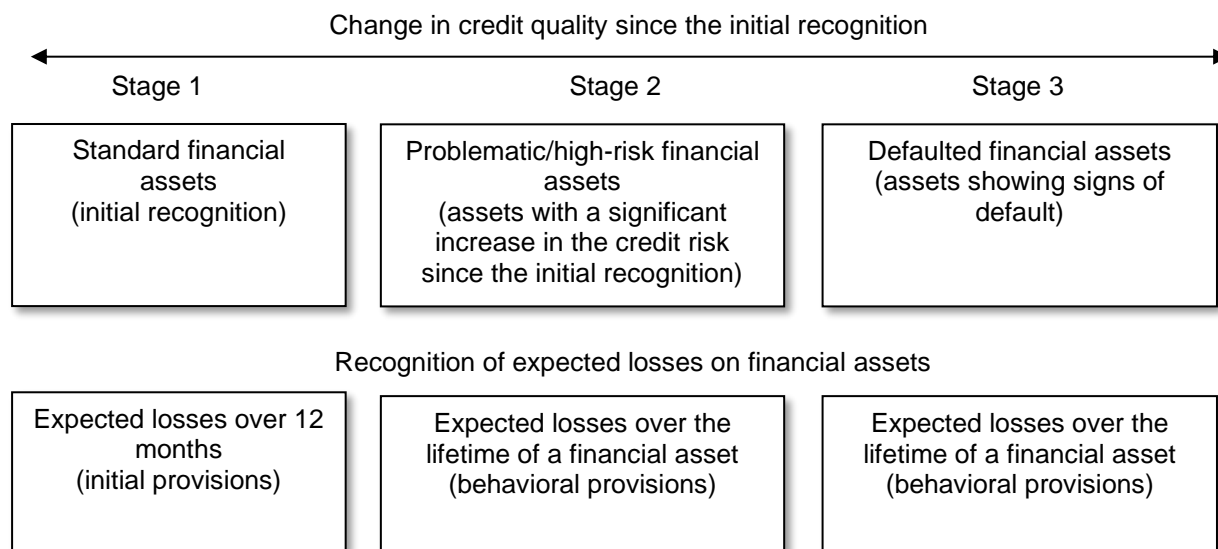 Change in credit quality since the initial recognition
Stage 1
Stage 2
Stage 3
Standard financial
assets
(initial recognition)
Problematic/high-risk financial
assets
(assets with a significant
increase in the credit risk
since the initial recognition)
Defaulted financial assets
(assets showing signs of
default)
Recognition of expected losses on financial assets
Expected losses over 12
months
(initial provisions)
Expected losses over the
lifetime of a financial asset
(behavioral provisions)
Expected losses over the
lifetime of a financial asset
(behavioral provisions)